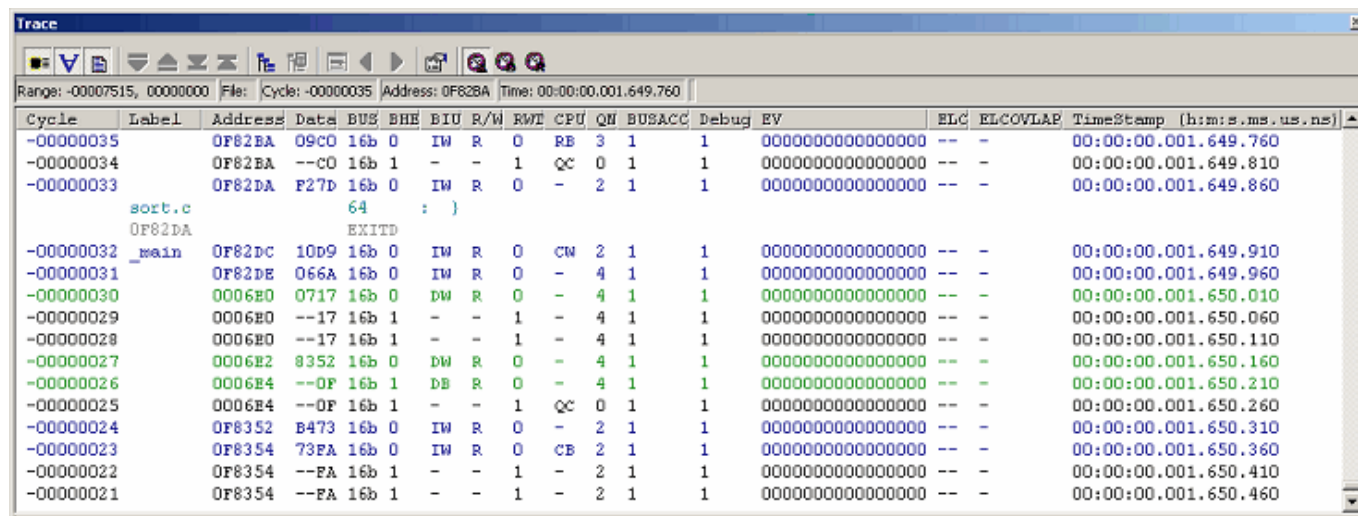 Trace
Range: -00007515, 00000000 File: Cycle: -00000035 Address: 0F82BA Time: 00:00:00.001.649.760
Cycle Label Address Data BUS BHE BIU R/W RWT CPU QN BUSACC Debug EV ELC ELCOVLAP TimeStamp (h:m:s.ms.us.ns)
-00000035 0F82BA 09C0 16b 0 IW R 0 RB 3 1 1 0000000000000000 -- - 00:00:00.001.649.760
-00000034 0F82BA --C0 16b 1 - - 1 QC 0 1 1 0000000000000000 -- - 00:00:00.001.649.810
-00000033 0F82DA F27D 16b 0 IW R 0 - 2 1 1 0000000000000000 -- - 00:00:00.001.649.860
sort.c 64 : }
0F82DA EXITD
-00000032 _main 0F82DC 10D9 16b 0 IW R 0 CW 2 1 1 0000000000000000 -- - 00:00:00.001.649.910
-00000031 0F82DE 066A 16b 0 IW R 0 - 4 1 1 0000000000000000 -- - 00:00:00.001.649.960
-00000030 0006E0 0717 16b 0 DW R 0 - 4 1 1 0000000000000000 -- - 00:00:00.001.650.010
-00000029 0006E0 --17 16b 1 - - 1 - 4 1 1 0000000000000000 -- - 00:00:00.001.650.060
-00000028 0006E0 --17 16b 1 - - 1 - 4 1 1 0000000000000000 -- - 00:00:00.001.650.110
-00000027 0006E2 8352 16b 0 DW R 0 - 4 1 1 0000000000000000 -- - 00:00:00.001.650.160
-00000026 0006E4 --0F 16b 1 DB R 0 - 4 1 1 0000000000000000 -- - 00:00:00.001.650.210
-00000025 0006E4 --0F 16b 1 - - 1 QC 0 1 1 0000000000000000 -- - 00:00:00.001.650.260
-00000024 0F8352 B473 16b 0 IW R 0 - 2 1 1 0000000000000000 -- - 00:00:00.001.650.310
-00000023 0F8354 73FA 16b 0 IW R 0 CB 2 1 1 0000000000000000 -- - 00:00:00.001.650.360
-00000022 0F8354 --FA 16b 1 - - 1 - 2 1 1 0000000000000000 -- - 00:00:00.001.650.410
-00000021 0F8354 --FA 16b 1 - - 1 - 2 1 1 0000000000000000 -- - 00:00:00.001.650.460